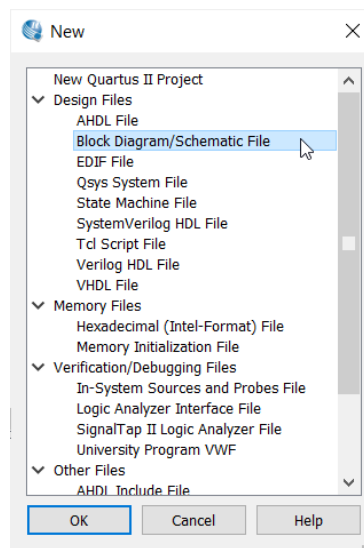 New
New Quartus II Project
Design Files
AHDL File
Block Diagram/Schematic File
EDIF File
Qsys System File
State Machine File
SystemVerilog HDL File
Tcl Script File
Verilog HDL File
VHDL File
Memory Files
Hexadecimal (Intel-Format) File
Memory Initialization File
Verification/Debugging Files
In-System Sources and Probes File
Logic Analyzer Interface File
SignalTap II Logic Analyzer File
University Program VWF
Other Files
AHDL Include File
OK Cancel Help